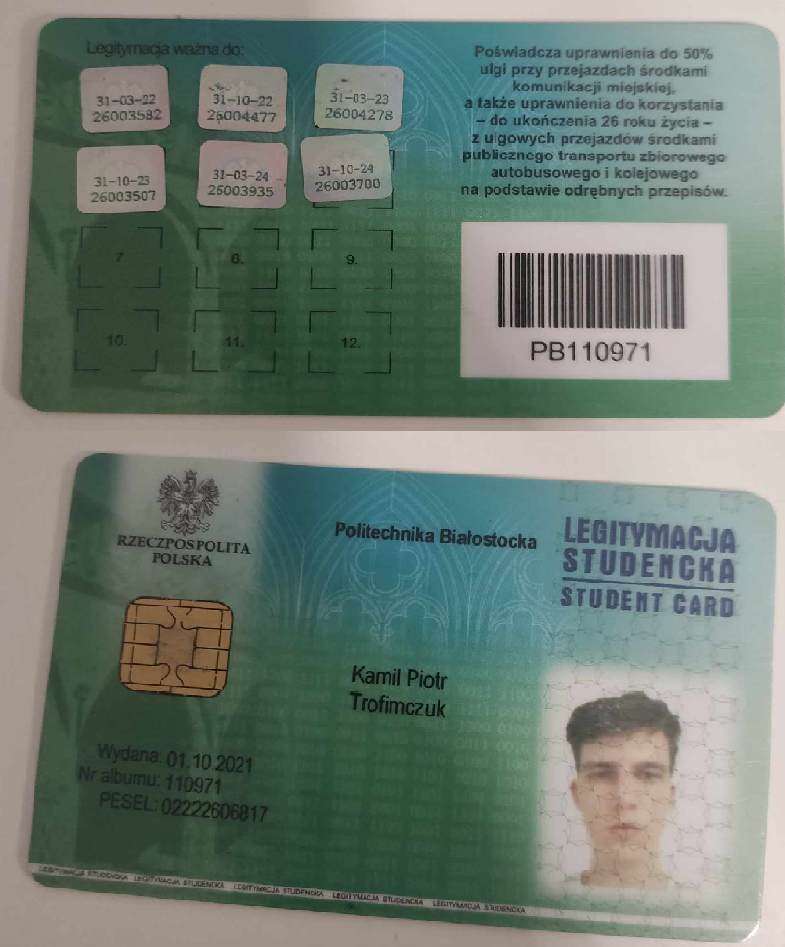 Legitymacja ważna do:
31-03-22
26003582
31-10-22
26004477
31-03-23
26004278
31-10-23
26003507
31-03-24
26003935
31-10-24
26003700
7.
8.
9.
10.
11.
12.
Poświadcza uprawnienia do 50%
ulgi przy przejazdach środkami
komunikacji miejskiej,
a także uprawnienia do korzystania
– do ukończenia 26 roku życia –
z ulgowych przejazdów środkami
publicznego transportu zbiorowego
autobusowego i kolejowego
na podstawie odrębnych przepisów.
PB110971
RZECZPOSPOLITA
POLSKA
Politechnika Białostocka
LEGITYMACJA
STUDENCKA
STUDENT CARD
Kamil Piotr
Trofimczuk
Wydana: 01.10.2021
Nr albumu: 110971
PESEL: 02222606817
LEGITYMACJA STUDENCKA LEGITYMACJA STUDENCKA LEGITYMACJA STUDENCKA LEGITYMACJA STUDENCKA LEGITYMACJA STUDENCKA